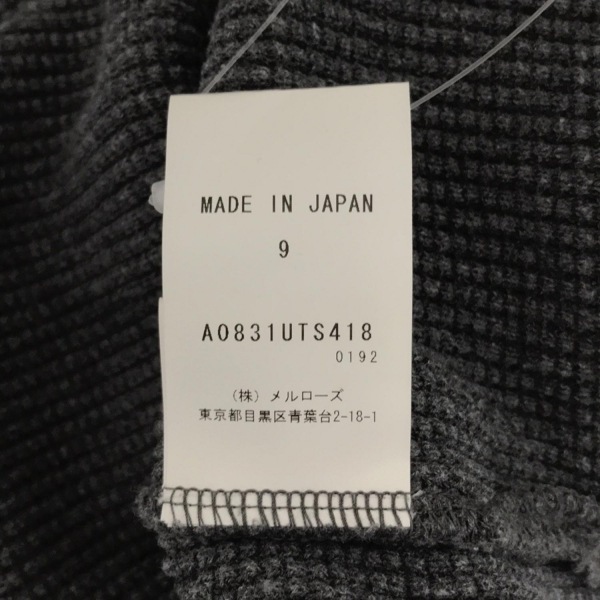 MADE IN JAPAN
9
A0831UTS418
0192
(株) メルローズ
東京都目黒区青葉台2-18-1